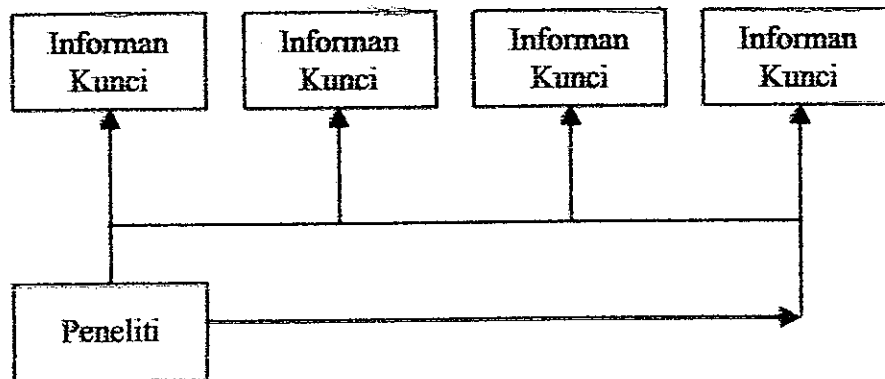 Informan
Kunci
Informan
Kunci
Informan
Kunci
Informan
Kunci
Peneliti